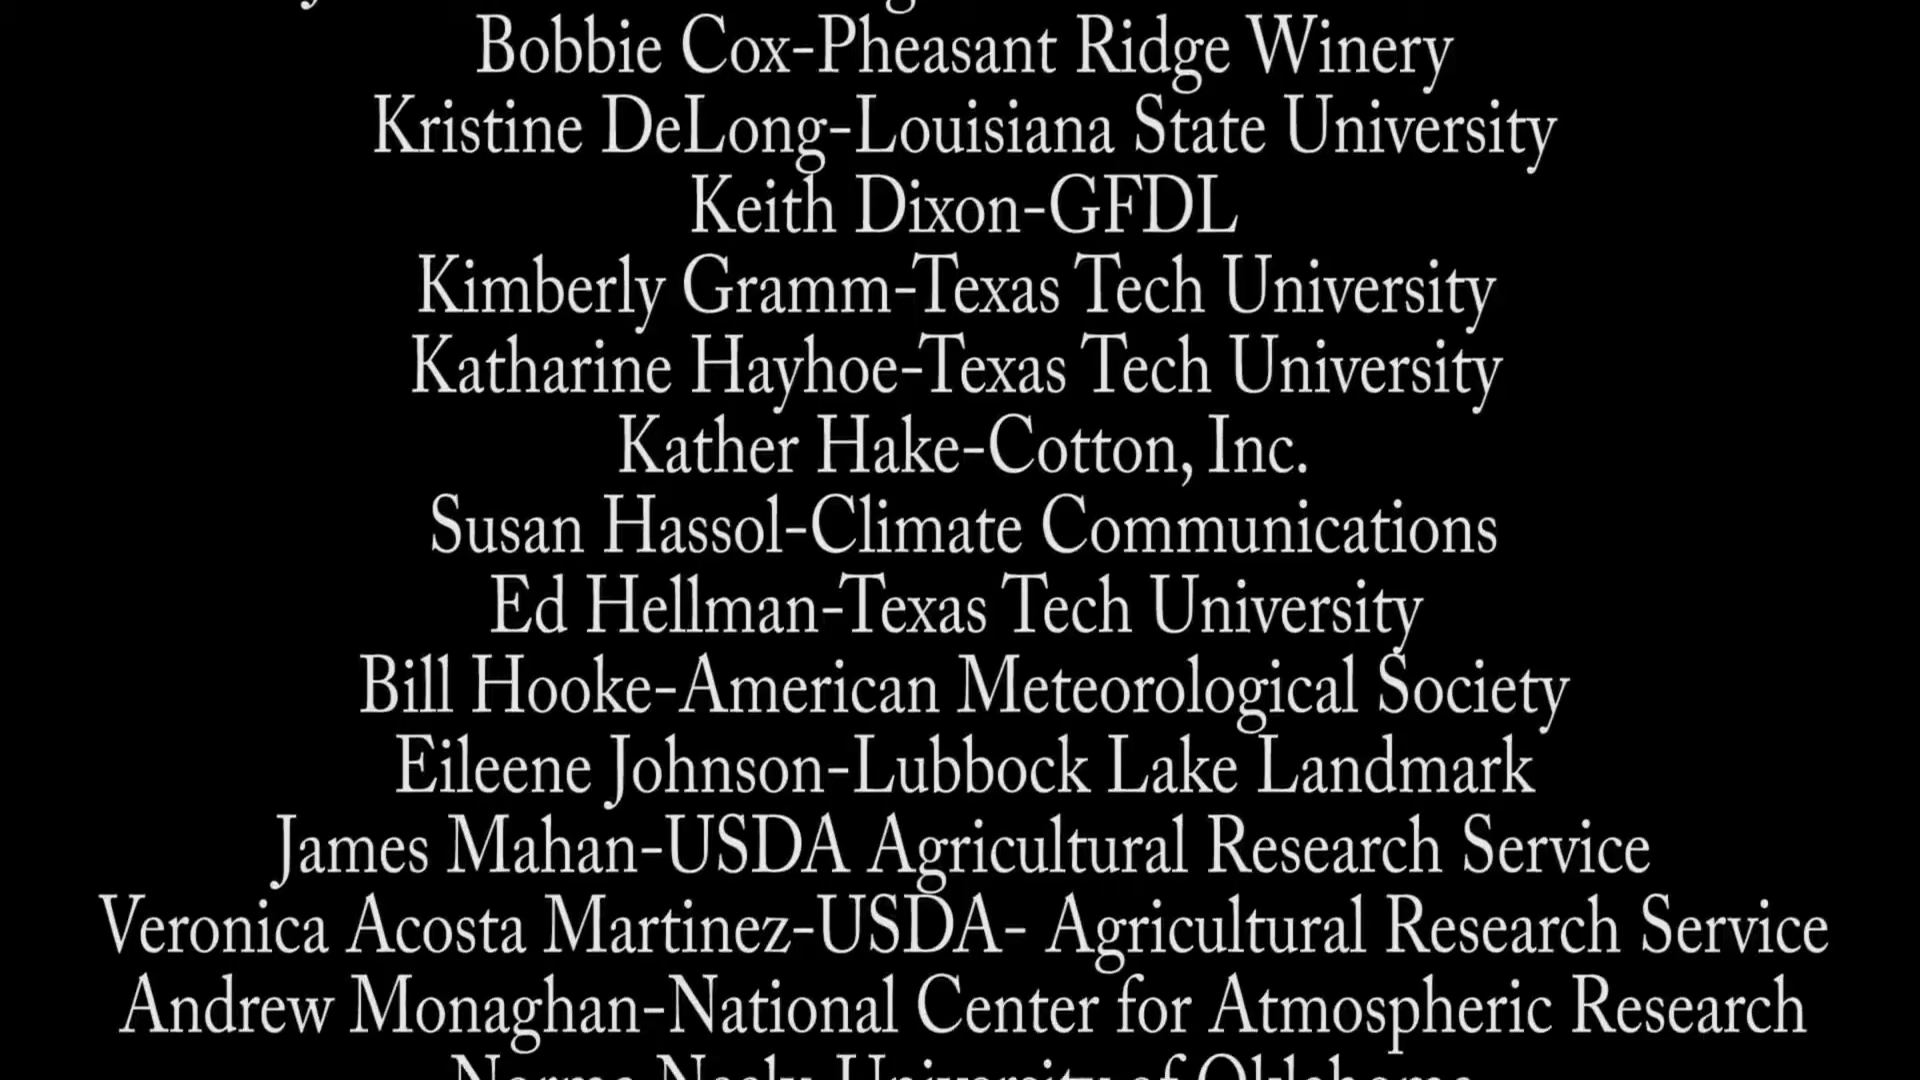 Bobbie Cox-Pheasant Ridge Winery
Kristine DeLong-Louisiana State University
Keith Dixon-GFDL
Kimberly Gramm-Texas Tech University
Katharine Hayhoe-Texas Tech University
Kather Hake-Cotton, Inc.
Susan Hassol-Climate Communications
Ed Hellman-Texas Tech University
Bill Hooke-American Meteorological Society
Eileene Johnson-Lubbock Lake Landmark
James Mahan-USDA Agricultural Research Service
Veronica Acosta Martinez-USDA- Agricultural Research Service
Andrew Monaghan-National Center for Atmospheric Research
University of Oklahoma